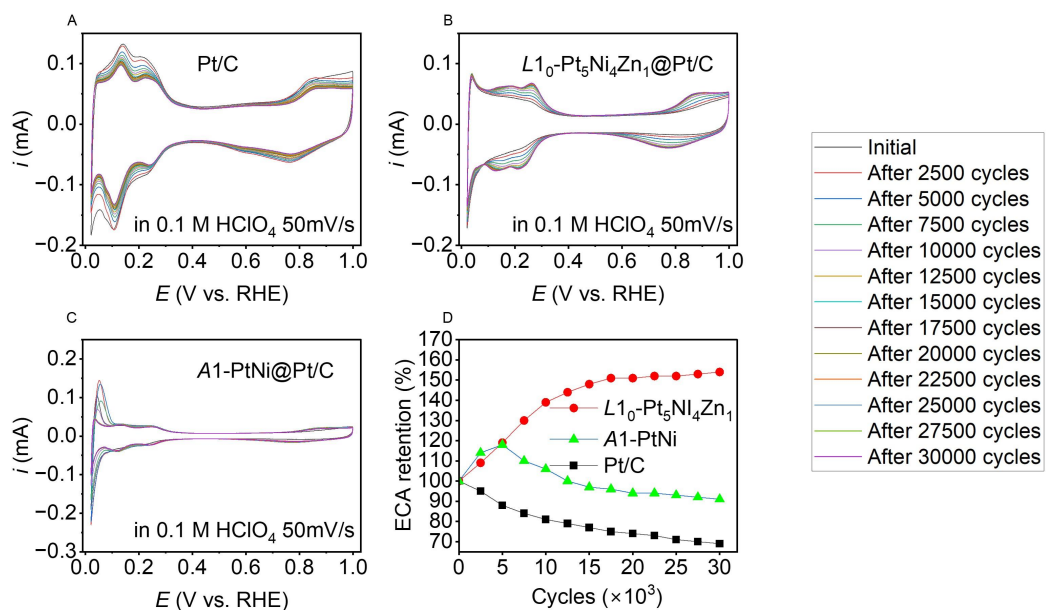 A
Pt/C
in 0.1 M HClO₄ 50mV/s
i (mA)
0.1
0.0
−0.1
−0.2
0.0 0.2 0.4 0.6 0.8 1.0
E (V vs. RHE)
B
L1₀-Pt₅Ni₄Zn₁@Pt/C
in 0.1 M HClO₄ 50mV/s
i (mA)
0.1
0.0
−0.1
−0.2
0.0 0.2 0.4 0.6 0.8 1.0
E (V vs. RHE)
C
A1-PtNi@Pt/C
in 0.1 M HClO₄ 50mV/s
i (mA)
0.2
0.1
0.0
−0.1
−0.2
−0.3
0.0 0.2 0.4 0.6 0.8 1.0
E (V vs. RHE)
D
ECA retention (%)
170
160
150
140
130
120
110
100
90
80
70
L1₀-Pt₅NI₄Zn₁
A1-PtNi
Pt/C
0 5 10 15 20 25 30
Cycles (×10³)
Initial
After 2500 cycles
After 5000 cycles
After 7500 cycles
After 10000 cycles
After 12500 cycles
After 15000 cycles
After 17500 cycles
After 20000 cycles
After 22500 cycles
After 25000 cycles
After 27500 cycles
After 30000 cycles